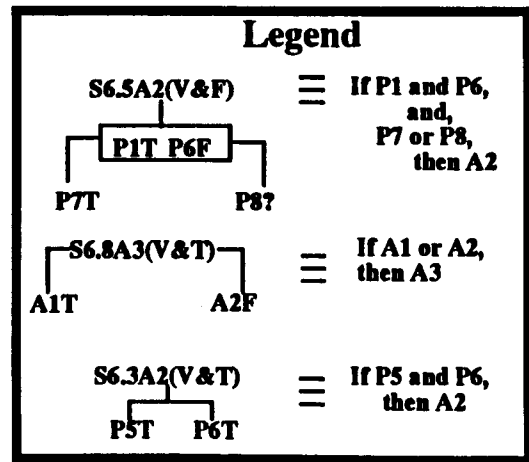 Legend
S6.5A2(V&F) ≡ If P1 and P6,
and,
P1T P6F P7 or P8,
then A2
P7T P8?
S6.8A3(V&T) ≡ If A1 or A2,
then A3
A1T A2F
S6.3A2(V&T) ≡ If P5 and P6,
then A2
P5T P6T